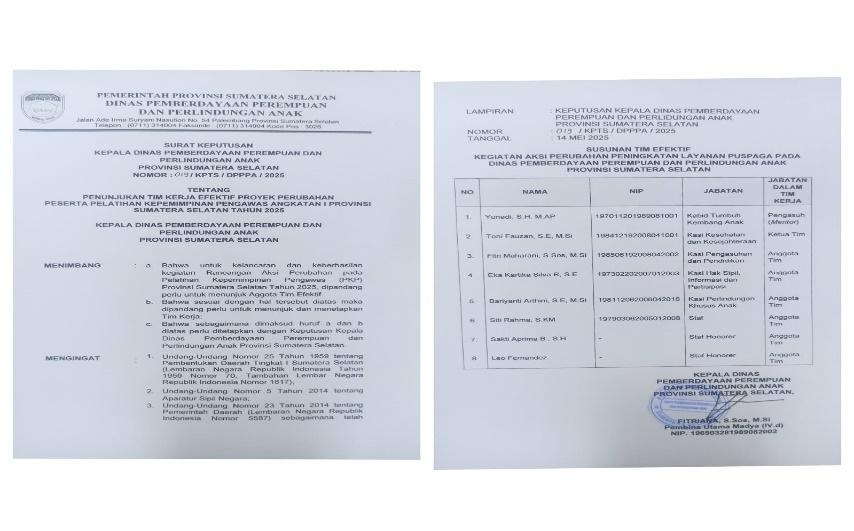 PEMERINTAH PROVINSI SUMATERA SELATAN
DINAS PEMBERDAYAAN PEREMPUAN
DAN PERLINDUNGAN ANAK
Jalan Ade Irma Suryani Nasution No. 54 Palembang Provinsi Sumatera Selatan
Telepon : (0711) 314004 Faksimile : (0711) 314004 Kode Pos :
SURAT KEPUTUSAN
KEPALA DINAS PEMBERDAYAAN PEREMPUAN DAN
PERLINDUNGAN ANAK
PROVINSI SUMATERA SELATAN
NOMOR : 019 / KPTS / DPPPA / 2025
TENTANG
PENUNJUKAN TIM KERJA EFEKTIF PROYEK PERUBAHAN
PESERTA PELATIHAN KEPEMIMPINAN PENGAWAS ANGKATAN I PROVINSI
SUMATERA SELATAN TAHUN 2025
KEPALA DINAS PEMBERDAYAAN PEREMPUAN DAN
PERLINDUNGAN ANAK
PROVINSI SUMATERA SELATAN
MENIMBANG : a. Bahwa untuk kelancaran dan keberhasilan
kegiatan Rancangan Aksi Perubahan pada
Pelatihan Kepemimpinan Pengawas (PKP)
Provinsi Sumatera Selatan Tahun 2025, dipandang
perlu untuk menunjuk Anggota Tim Efektif.
b. Bahwa sesuai dengan hal tersebut diatas maka
dipandang perlu untuk menunjuk dan menetapkan
Tim Kerja;
c. Bahwa sebagaimana dimaksud huruf a dan b
diatas perlu ditetapkan dengan Keputusan Kepala
Dinas Pemberdayaan Perempuan dan
Perlindungan Anak Provinsi Sumatera Selatan.
MENGINGAT : 1. Undang-Undang Nomor 25 Tahun 1959 tentang
Pembentukan Daerah Tingkat I Sumatera Selatan
(Lembaran Negara Republik Indonesia Tahun
1959 Nomor 70, Tambahan Lembar Negara
Republik Indonesia Nomor 1817);
2. Undang-Undang Nomor 5 Tahun 2014 tentang
Aparatur Sipil Negara;
3. Undang-Undang Nomor 23 Tahun 2014 tentang
Pemerintah Daerah (Lembaran Negara Republik
Indonesia Nomor 5587) sebagaimana telah
LAMPIRAN : KEPUTUSAN KEPALA DINAS PEMBERDAYAAN
PEREMPUAN DAN PERLIDUNGAN ANAK
PROVINSI SUMATERA SELATAN
NOMOR : 019 / KPTS / DPPPA / 2025
TANGGAL : 14 MEI 2025
SUSUNAN TIM EFEKTIF
KEGIATAN AKSI PERUBAHAN PENINGKATAN LAYANAN PUSPAGA PADA
DINAS PEMBERDAYAAN PEREMPUAN DAN PERLINDUNGAN ANAK
PROVINSI SUMATERA SELATAN
NO NAMA NIP JABATAN JABATAN DALAM TIM KERJA
1. Yunedi, S.H, M.AP 197011201989081001 Kabid Tumbuh Kembang Anak Pengasuh (Mentor)
2. Toni Fauzan, S.E, M.Si 198412182008041001 Kasi Kesehatan dan Kesejahteraan Ketua Tim
3. Fitri Maharani, S.Sos, M.Si Kasi Pengasuhan dan Pendidikan Anggota Tim
4. Eka Kartika Silva R, S.E 197302202007012003 Kasi Hak Sipil, Informasi dan Partisipasi Anggota Tim
5. Bariyanti Arthni, S.E, M.Si 198112062006042016 Kasi Perlindungan Khusus Anak Anggota Tim
6. Siti Rahma, S.KM 197903062005012008 Staf Anggota Tim
7. Sakti Aprima B, S.H - Staf Honorer Anggota Tim
8. Leo Fernandez - Staf Honorer Anggota Tim
KEPALA DINAS
PEMBERDAYAAN PEREMPUAN
DAN PERLINDUNGAN ANAK
PROVINSI SUMATERA SELATAN,
FITRIANA, S.Sos, M.Si
Pembina Utama Madya (IV.d)
NIP. 196903281989082002